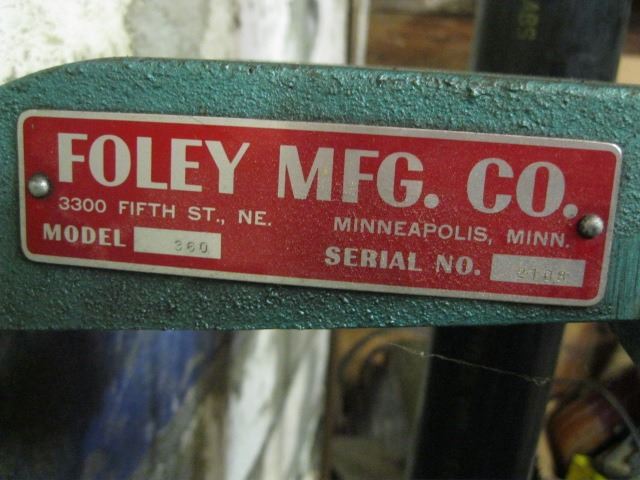 FOLEY MFG. CO.
3300 FIFTH ST., NE.
MINNEAPOLIS, MINN.
MODEL 360
SERIAL NO.